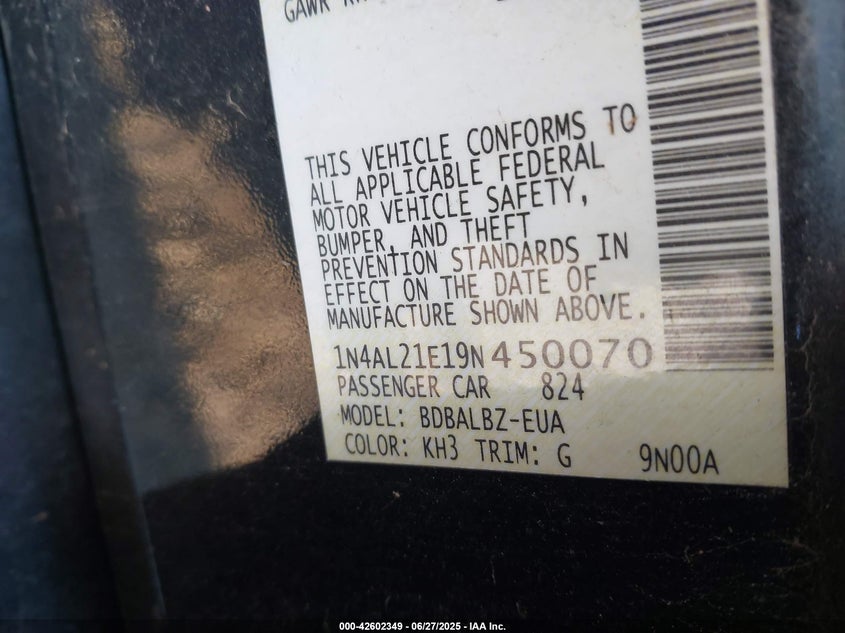 GAWR
THIS VEHICLE CONFORMS TO
ALL APPLICABLE FEDERAL
MOTOR VEHICLE SAFETY,
BUMPER, AND THEFT
PREVENTION STANDARDS IN
EFFECT ON THE DATE OF
MANUFACTURE SHOWN ABOVE.
1N4AL21E19N450070
PASSENGER CAR 824
MODEL: BDBALBZ-EUA
COLOR: KH3 TRIM: G 9N00A
000-42602349 - 06/27/2025 - IAA Inc.